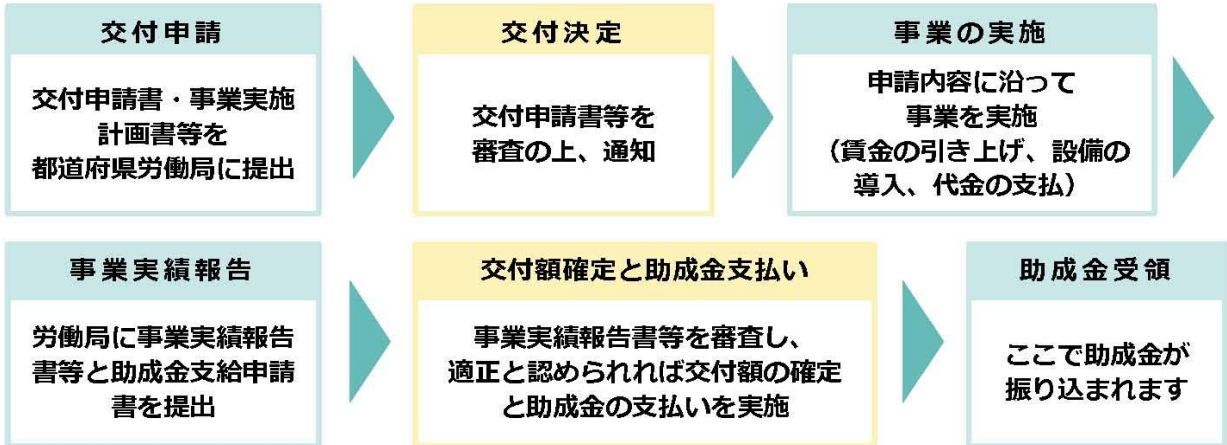 交付申請
交付申請書・事業実施
計画書等を
都道府県労働局に提出
交付決定
交付申請書等を
審査の上、通知
事業の実施
申請内容に沿って
事業を実施
（賃金の引き上げ、設備の
導入、代金の支払）
事業実績報告
労働局に事業実績報告
書等と助成金支給申請
書を提出
交付額確定と助成金支払い
事業実績報告書等を審査し、
適正と認められれば交付額の確定
と助成金の支払いを実施
助成金受領
ここで助成金が
振り込まれます